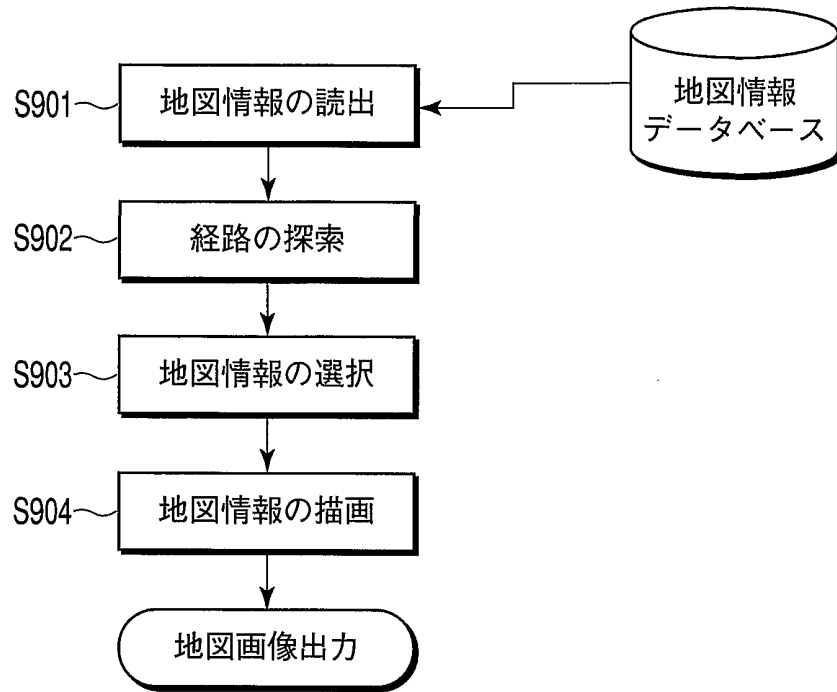 S901
地図情報の読出
地図情報
データベース
S902
経路の探索
S903
地図情報の選択
S904
地図情報の描画
地図画像出力